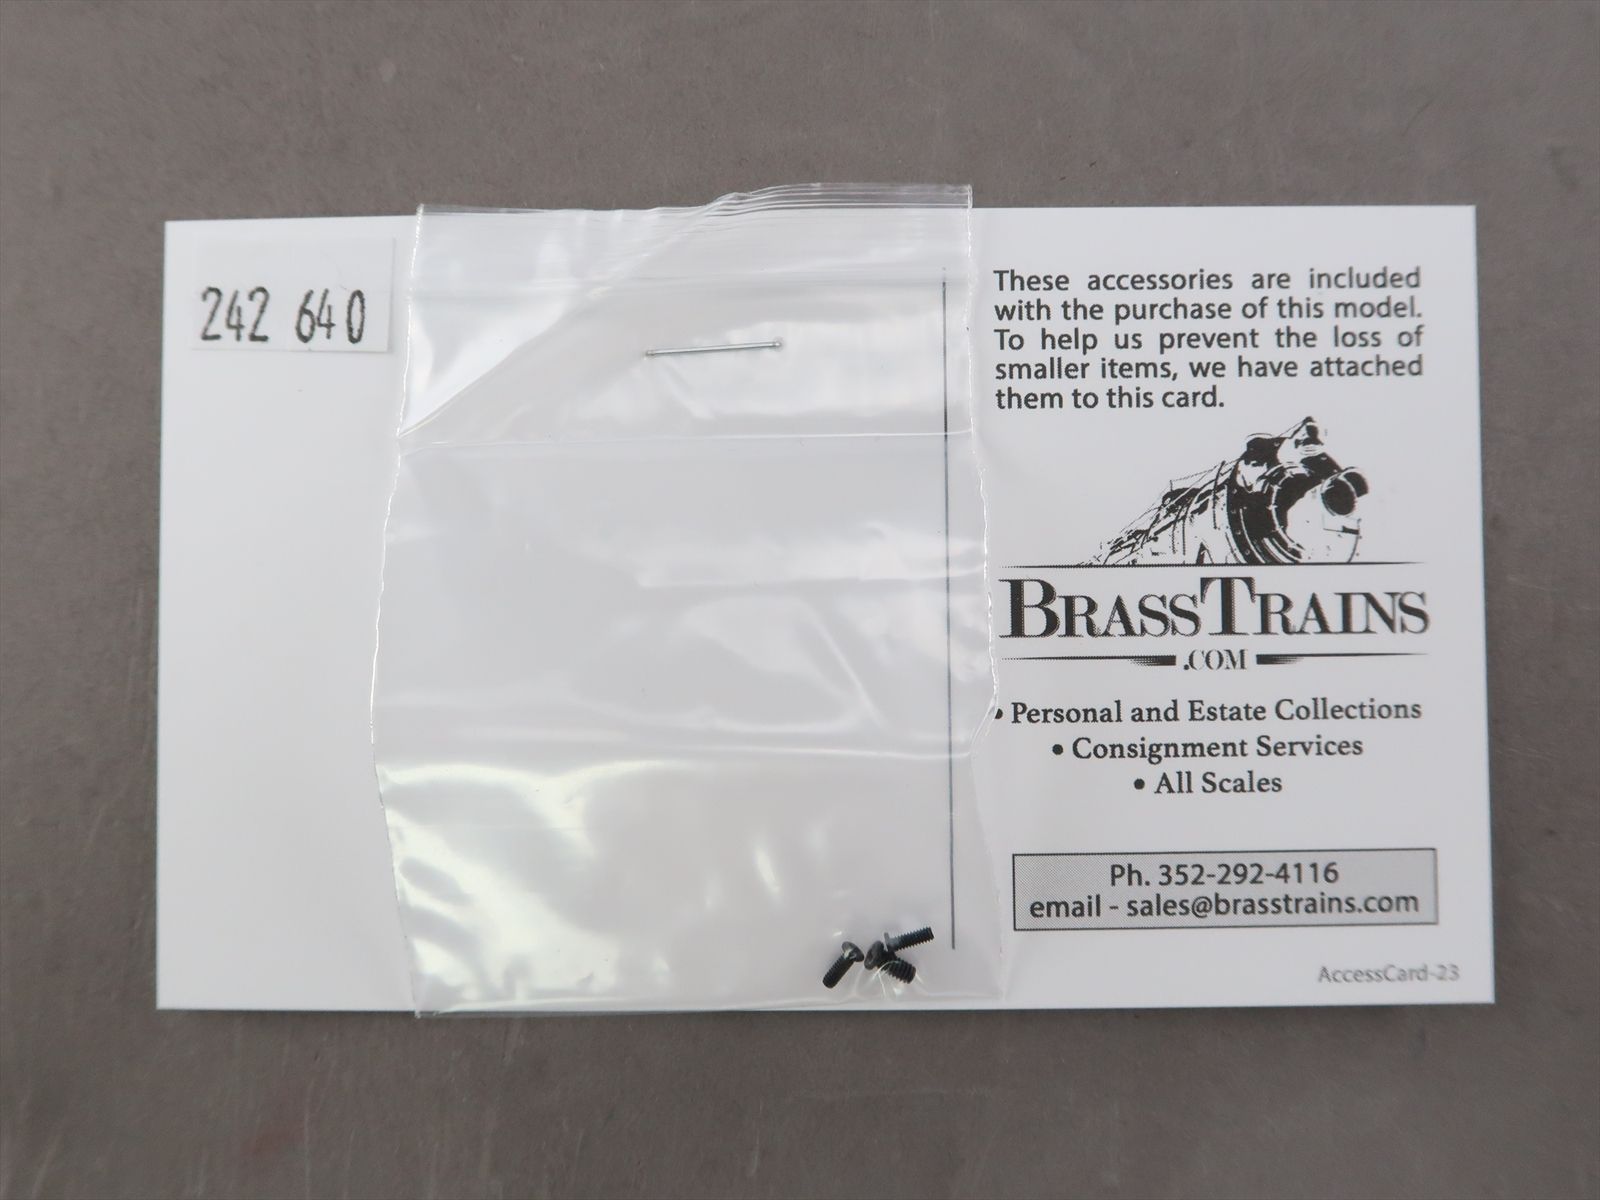 242 640
These accessories are included
with the purchase of this model.
To help us prevent the loss of
smaller items, we have attached
them to this card.
BRASSTRAINS
.COM
• Personal and Estate Collections
• Consignment Services
• All Scales
Ph. 352-292-4116
email - sales@brasstrains.com
AccessCard-23